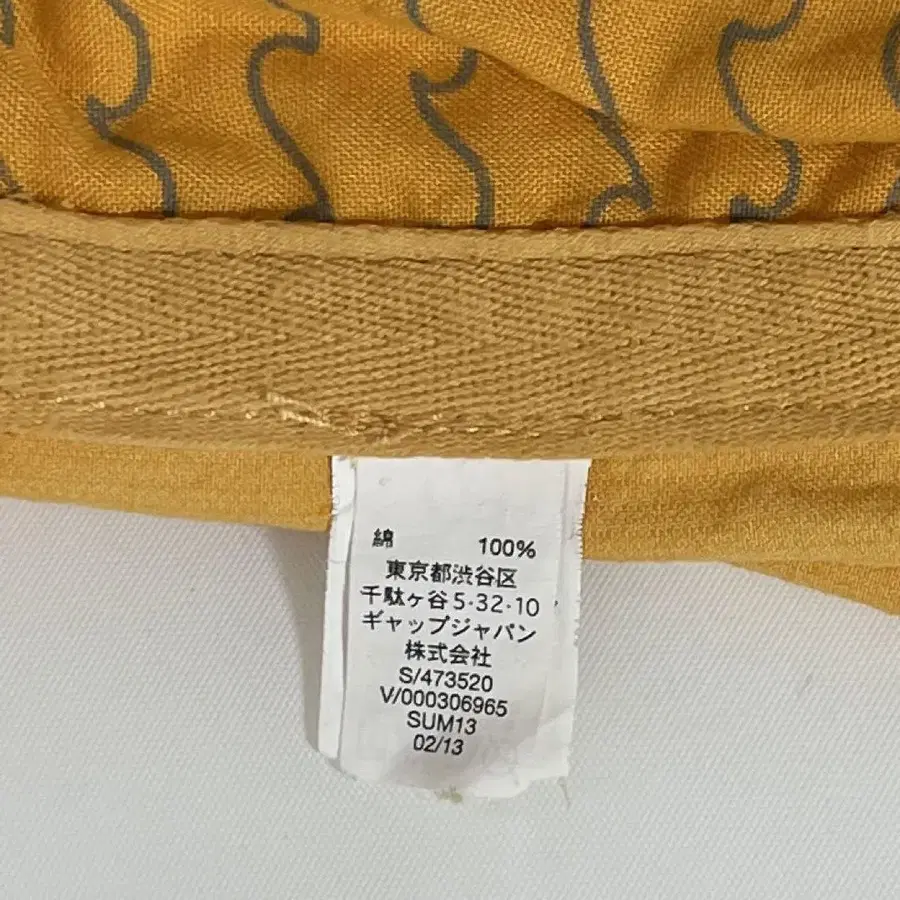 綿 100%
東京都渋谷区
千駄ヶ谷5-32-10
ギャップジャパン
株式会社
S/473520
V/000306965
SUM13
02/13